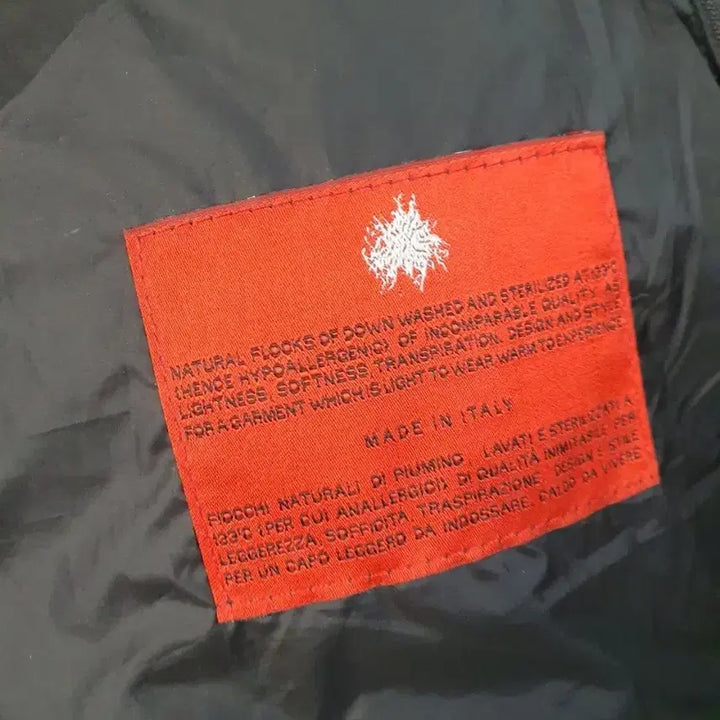 NATURAL FLOCKS OF DOWN WASHED AND STERILIZED AT 133°C
(HENCE HYPOALLERGENIC) OF INCOMPARABLE QUALITY AS
LIGHTNESS, SOFTNESS, TRANSPIRATION, DESIGN AND STYLE
FOR A GARMENT WHICH IS LIGHT TO WEAR WARM TO EXPERIENCE
MADE IN ITALY
FIOCCHI NATURALI DI PIUMINO LAVATI E STERILIZZATI A
133°C (PER CUI ANALLERGICI), DI QUALITÀ INIMITABILE PER
LEGGEREZZA, SOFFICITÀ, TRASPIRAZIONE, DESIGN E STILE
PER UN CAPO LEGGERO DA INDOSSARE, CALDO DA VIVERE